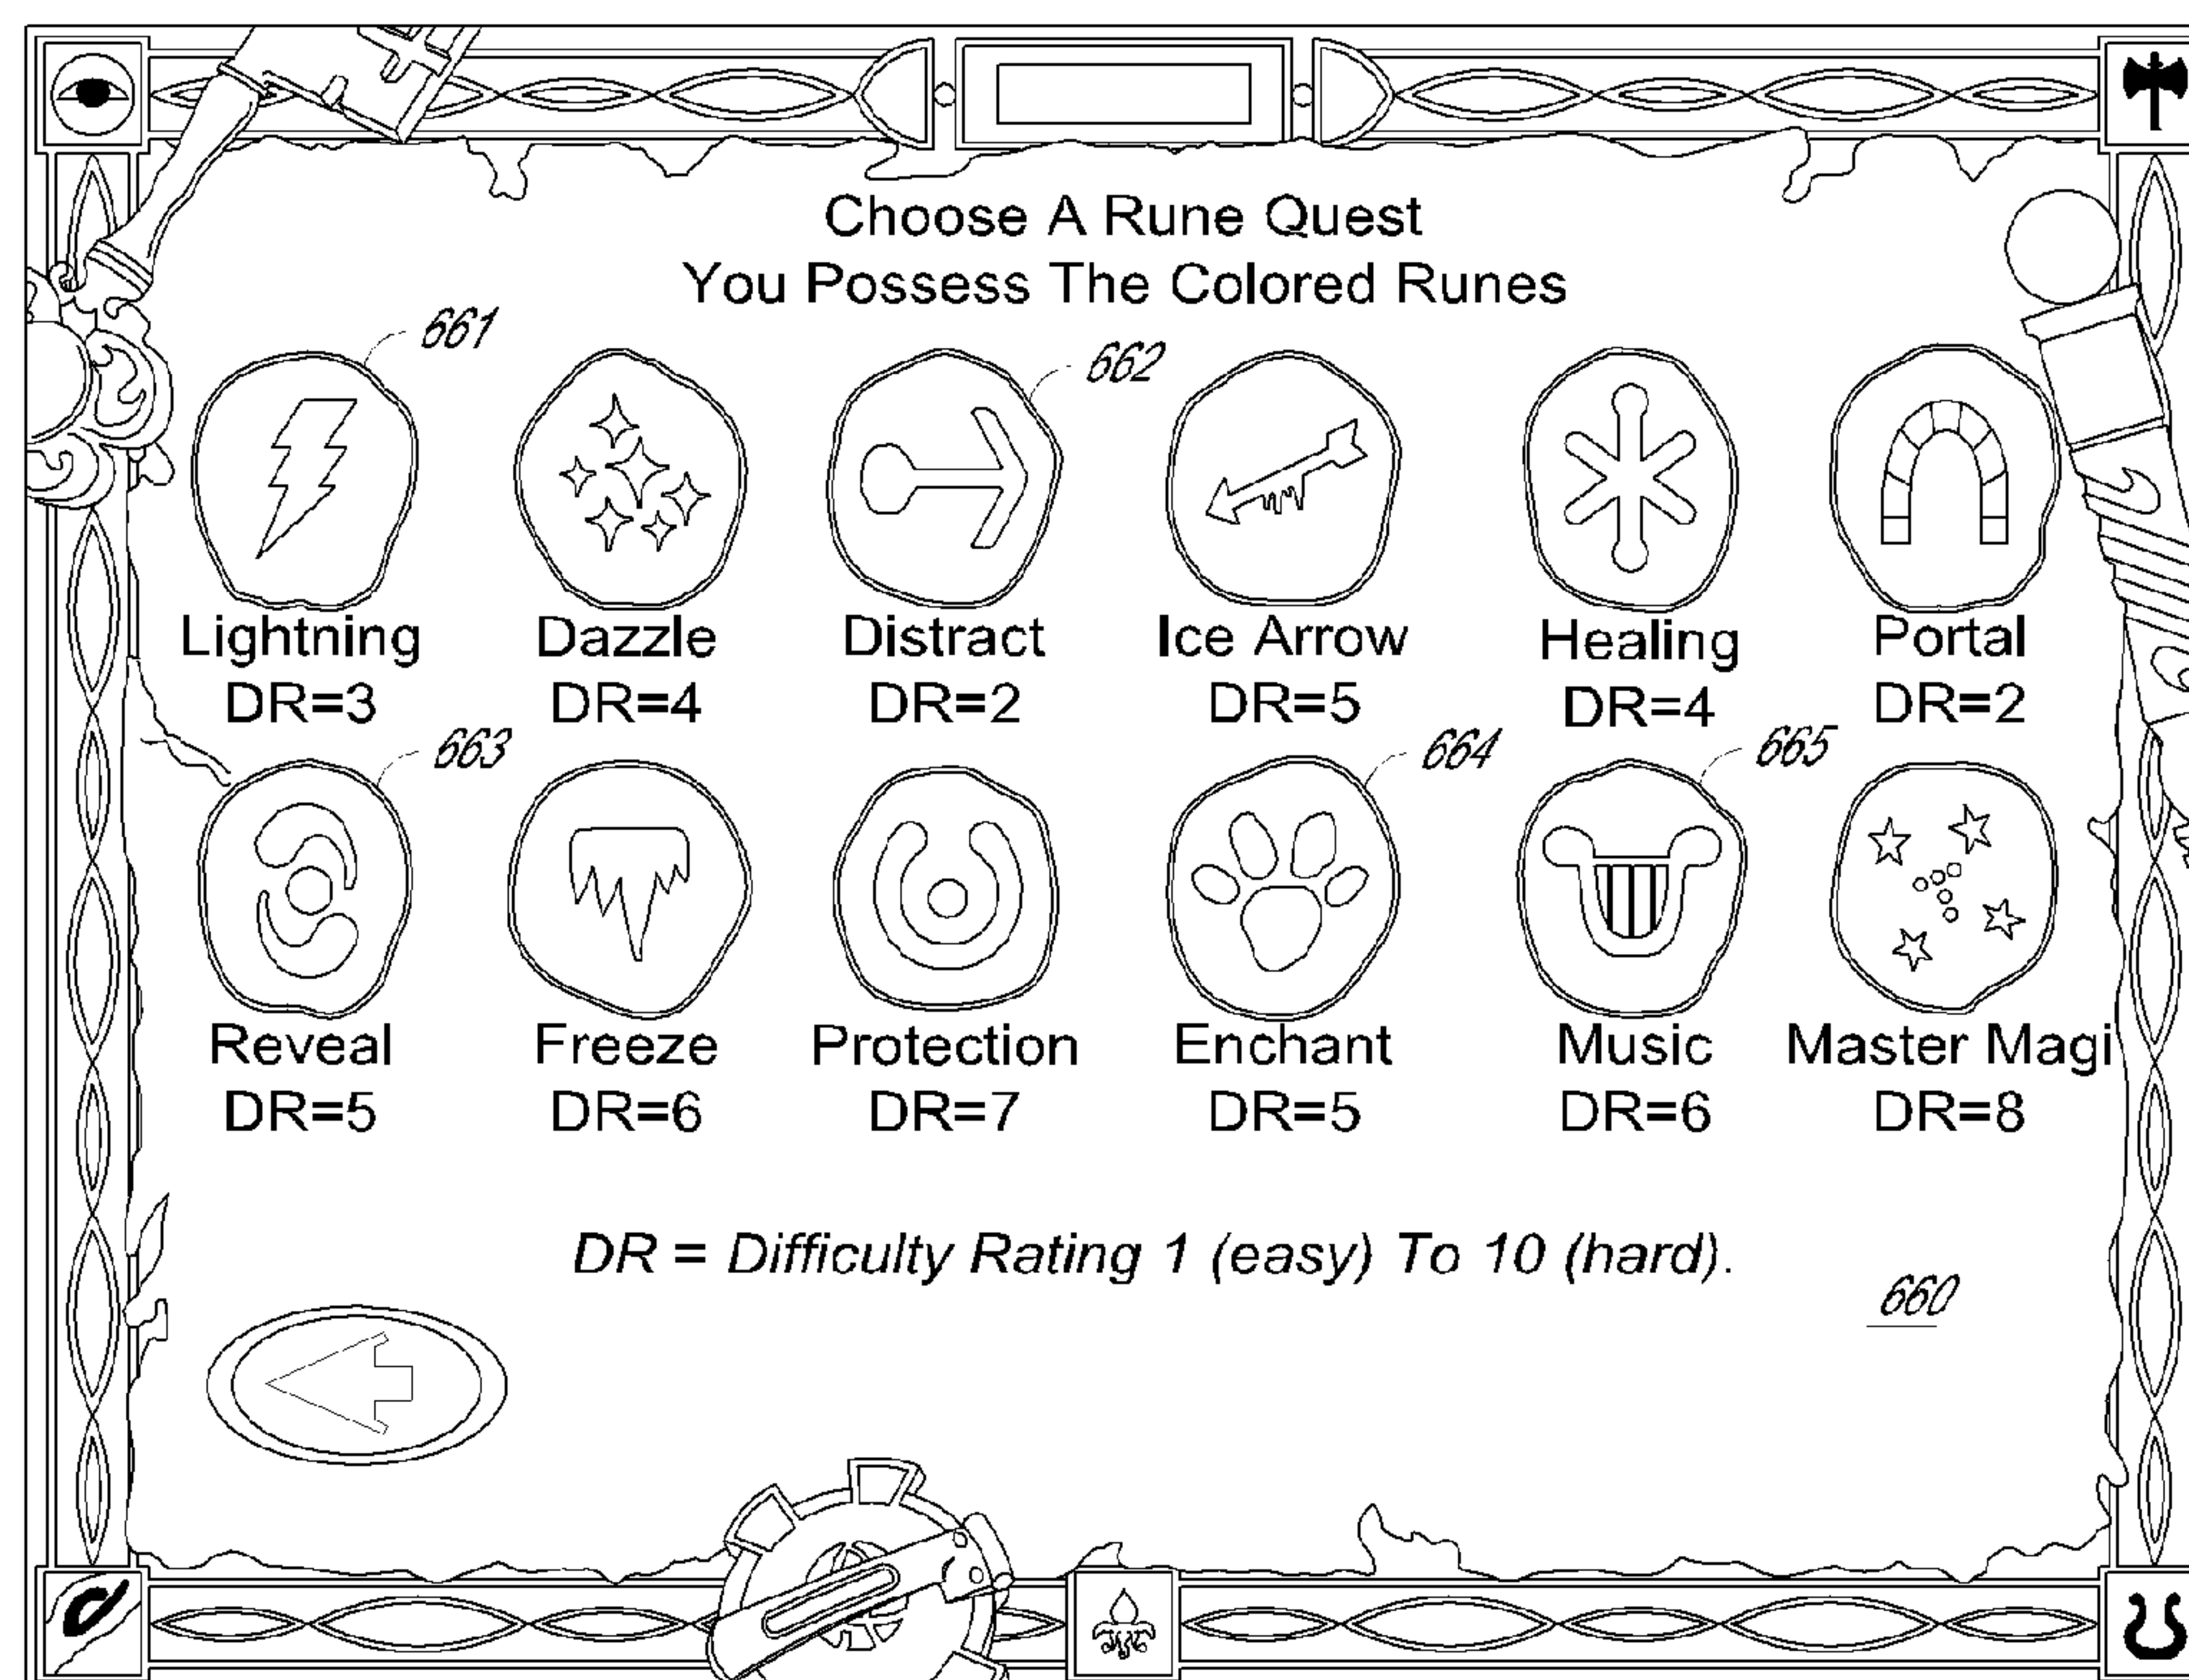 Choose A Rune Quest
You Possess The Colored Runes
661
662
Lightning Dazzle Distract Ice Arrow Healing Portal
DR=3 DR=4 DR=2 DR=5 DR=4 DR=2
663 664 665
Reveal Freeze Protection Enchant Music Master Magi
DR=5 DR=6 DR=7 DR=5 DR=6 DR=8
DR = Difficulty Rating 1 (easy) To 10 (hard).
660